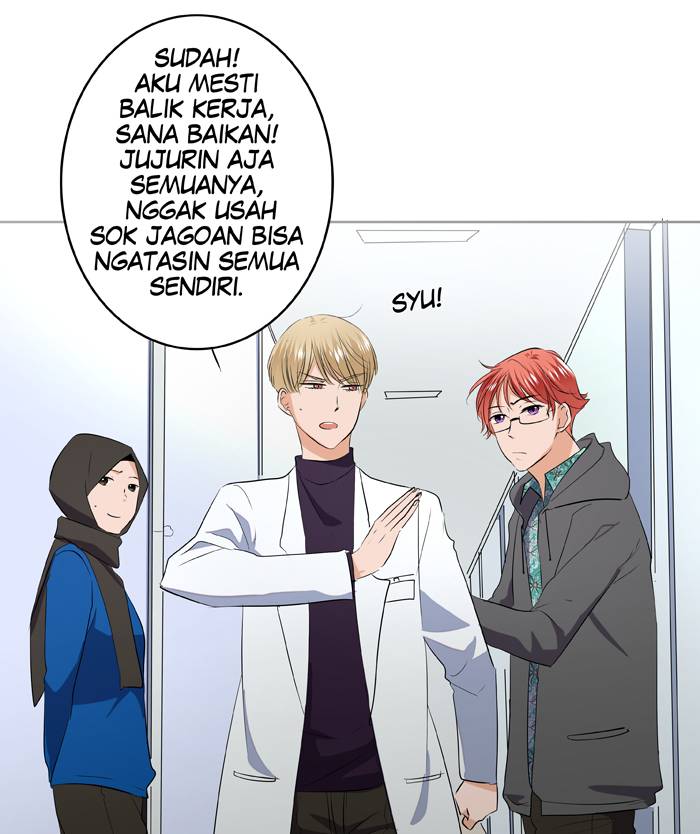 SUDAH!
AKU MESTI
BALIK KERJA,
SANA BAIKAN!
JUJURIN AJA
SEMUANYA,
NGGAK USAH
SOK JAGOAN BISA
NGATASIN SEMUA
SENDIRI.
SYU!